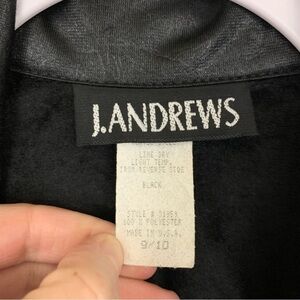 J.ANDREWS
LINE DRY
LIGHT TEMP.
IRON REVERSE SIDE
BLACK
STYLE #
100 % POLYESTER
MADE IN U.S.A.
9/10